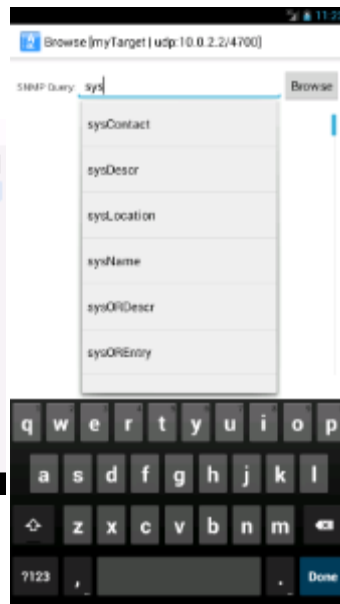 11:25
Browse [myTarget | udp:10.0.2.2/4700]
SNMP Query: sys Browse
sysContact
sysDescr
sysLocation
sysName
sysORDescr
sysOREntry
q w e r t y u i o p
a s d f g h j k l
z x c v b n m
?123 , . Done